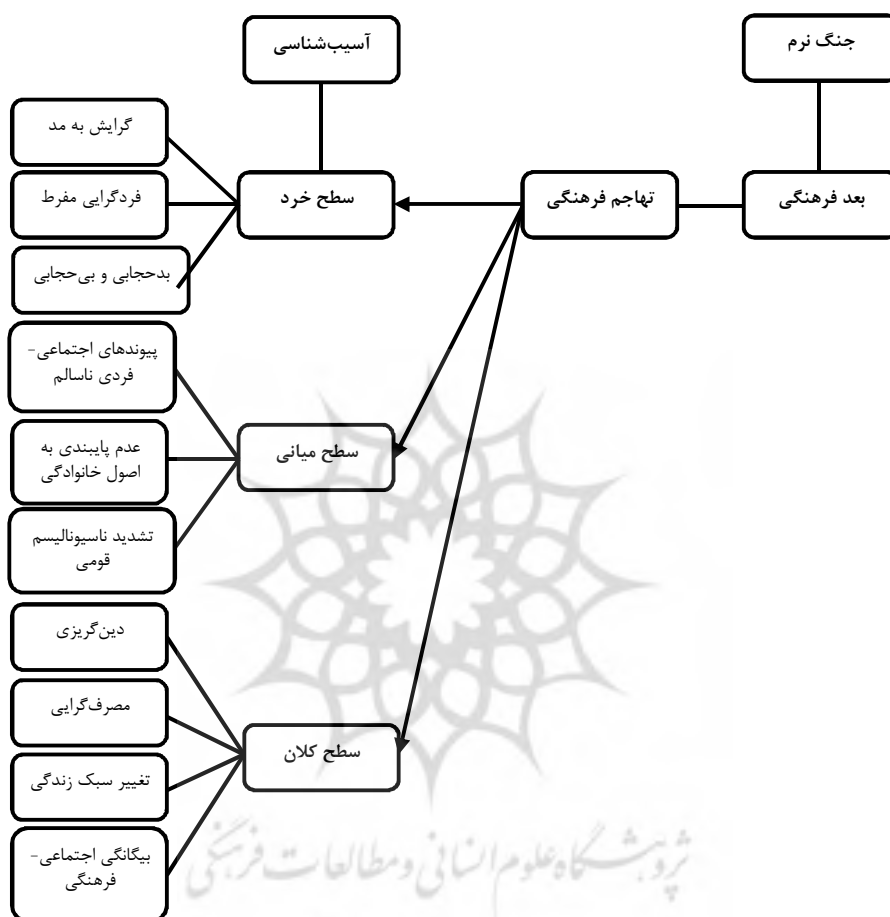 جنگ نرم
آسیب‌شناسی
بعد فرهنگی
تهاجم فرهنگی
سطح خرد
گرایش به مد
فردگرایی مفرط
بدحجابی و بی‌حجابی
سطح میانی
پیوندهای اجتماعی-
فردی ناسالم
عدم پایبندی به
اصول خانوادگی
تشدید ناسیونالیسم
قومی
سطح کلان
دین‌گریزی
مصرف‌گرایی
تغییر سبک زندگی
بیگانگی اجتماعی-
فرهنگی
پژوهشگاه علوم انسانی و مطالعات فرهنگی